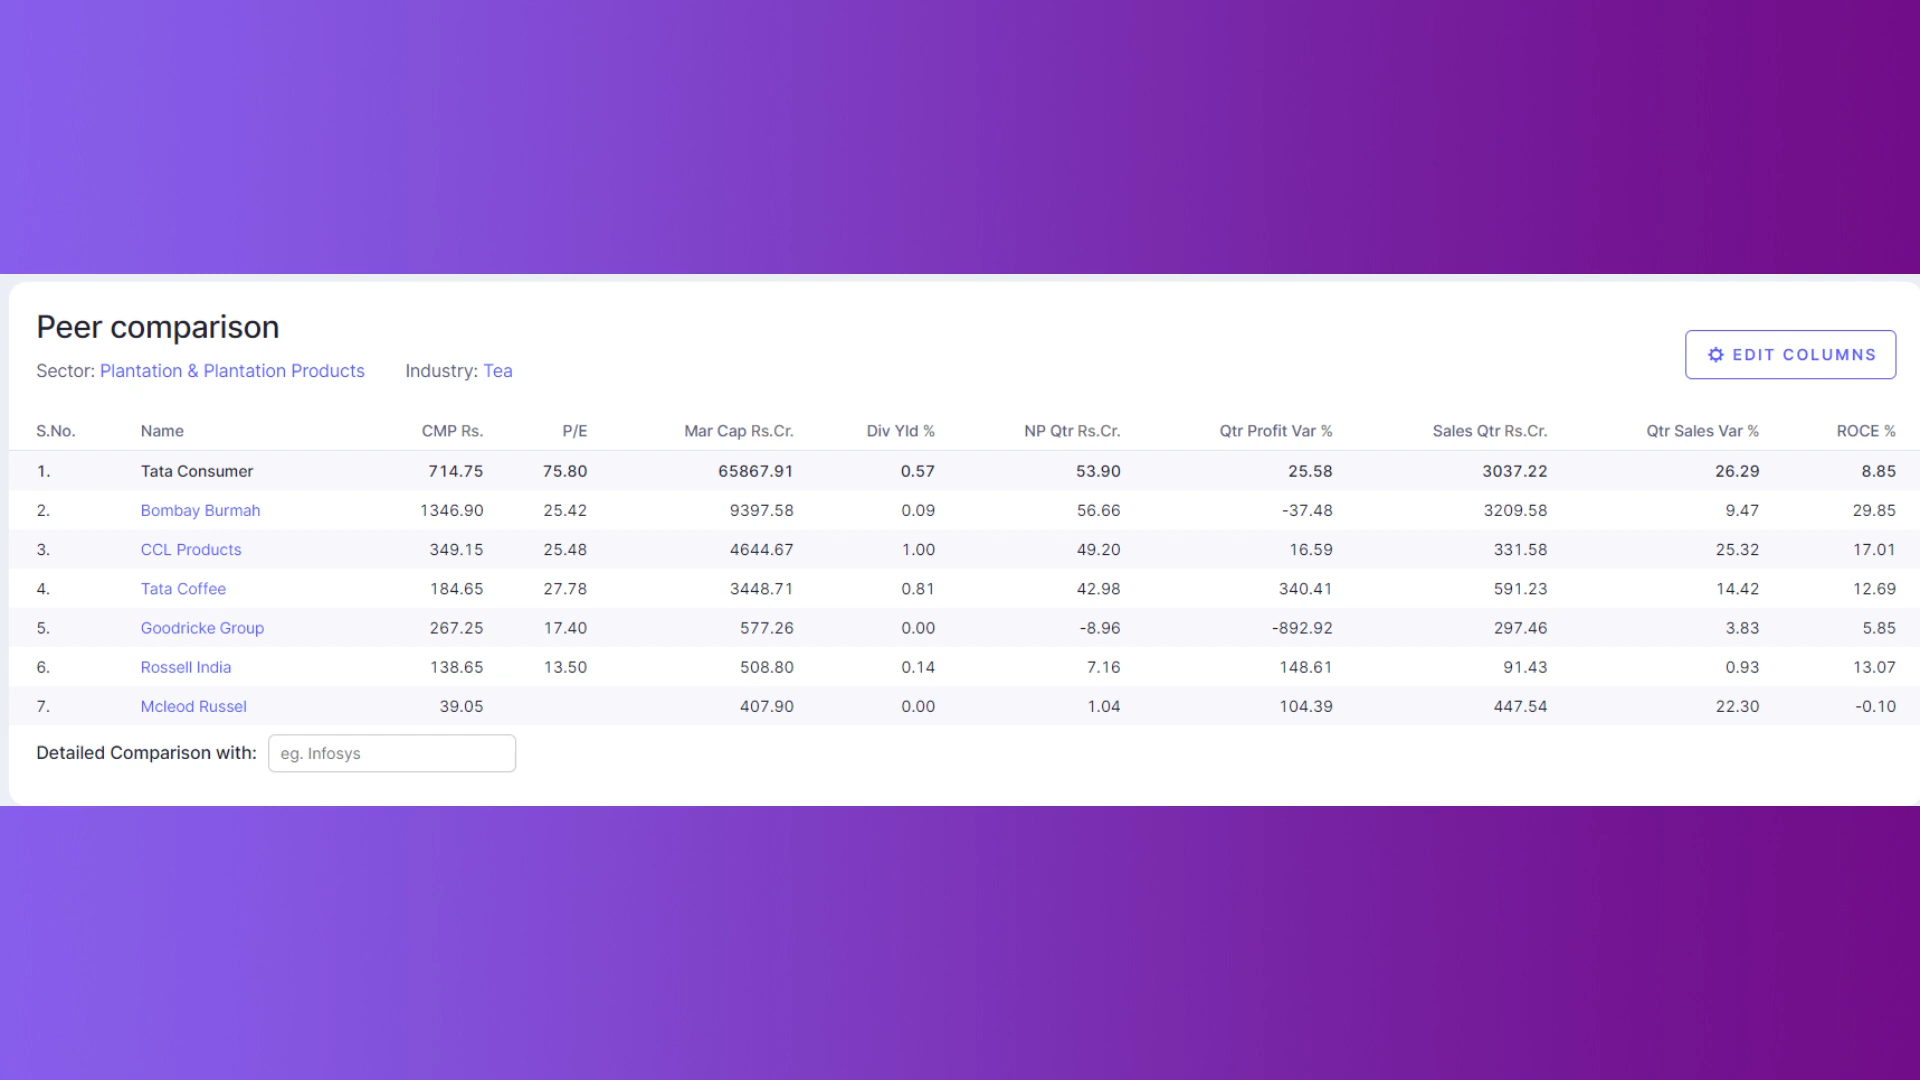 Peer comparison
Sector: Plantation & Plantation Products Industry: Tea
EDIT COLUMNS
S.No. Name CMP Rs. P/E Mar Cap Rs.Cr. Div Yld % NP Qtr Rs.Cr. Qtr Profit Var % Sales Qtr Rs.Cr. Qtr Sales Var % ROCE %
1. Tata Consumer 714.75 75.80 65867.91 0.57 53.90 25.58 3037.22 26.29 8.85
2. Bombay Burmah 1346.90 25.42 9397.58 0.09 56.66 -37.48 3209.58 9.47 29.85
3. CCL Products 349.15 25.48 4644.67 1.00 49.20 16.59 331.58 25.32 17.01
4. Tata Coffee 184.65 27.78 3448.71 0.81 42.98 340.41 591.23 14.42 12.69
5. Goodricke Group 267.25 17.40 577.26 0.00 -8.96 -892.92 297.46 3.83 5.85
6. Rossell India 138.65 13.50 508.80 0.14 7.16 148.61 91.43 0.93 13.07
7. Mcleod Russel 39.05 407.90 0.00 1.04 104.39 447.54 22.30 -0.10
Detailed Comparison with: eg. Infosys